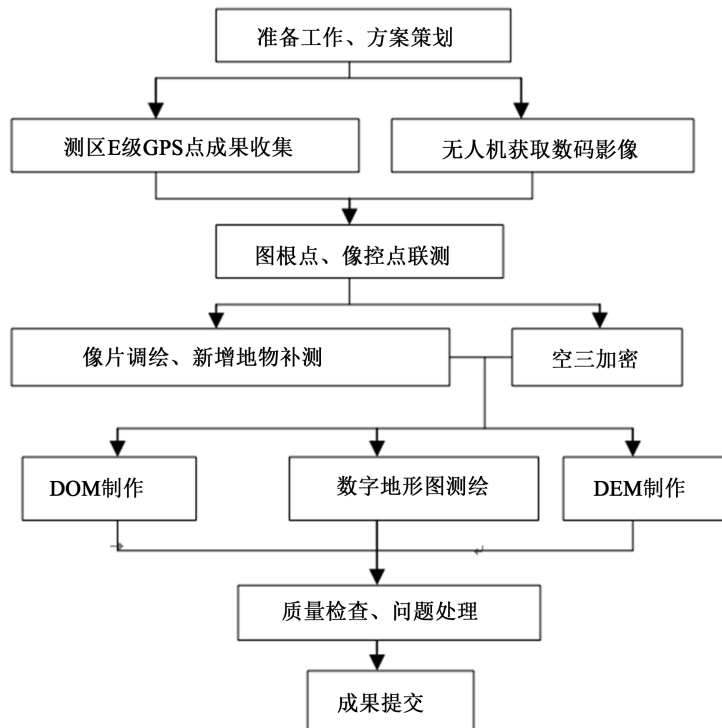 准备工作、方案策划
测区E级GPS点成果收集
无人机获取数码影像
图根点、像控点联测
像片调绘、新增地物补测
空三加密
DOM制作
数字地形图测绘
DEM制作
质量检查、问题处理
成果提交